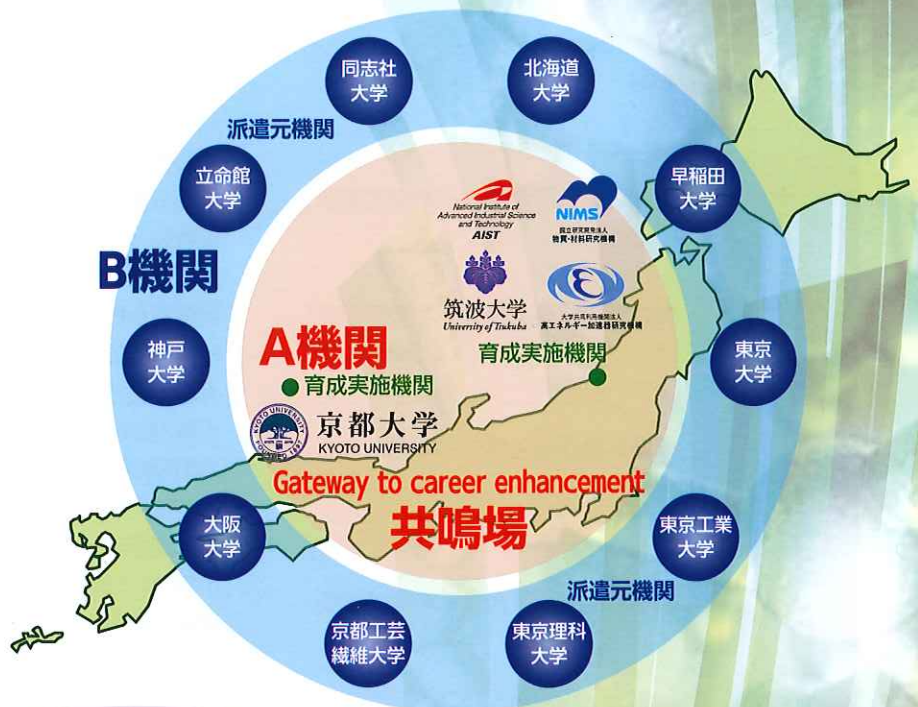 同志社
大学
北海道
大学
派遣元機関
立命館
大学
早稲田
大学
National Institute of
Advanced Industrial Science
and Technology
AIST
NIMS
国立研究開発法人
物質・材料研究機構
B機関
筑波大学
University of Tsukuba
大学共同利用機関法人
高エネルギー加速器研究機構
神戸
大学
A機関
育成実施機関
育成実施機関
東京
大学
KYOTO UNIVERSITY
FOUNDED 1897
京都大学
KYOTO UNIVERSITY
Gateway to career enhancement
共鳴場
大阪
大学
東京工業
大学
派遣元機関
京都工芸
繊維大学
東京理科
大学